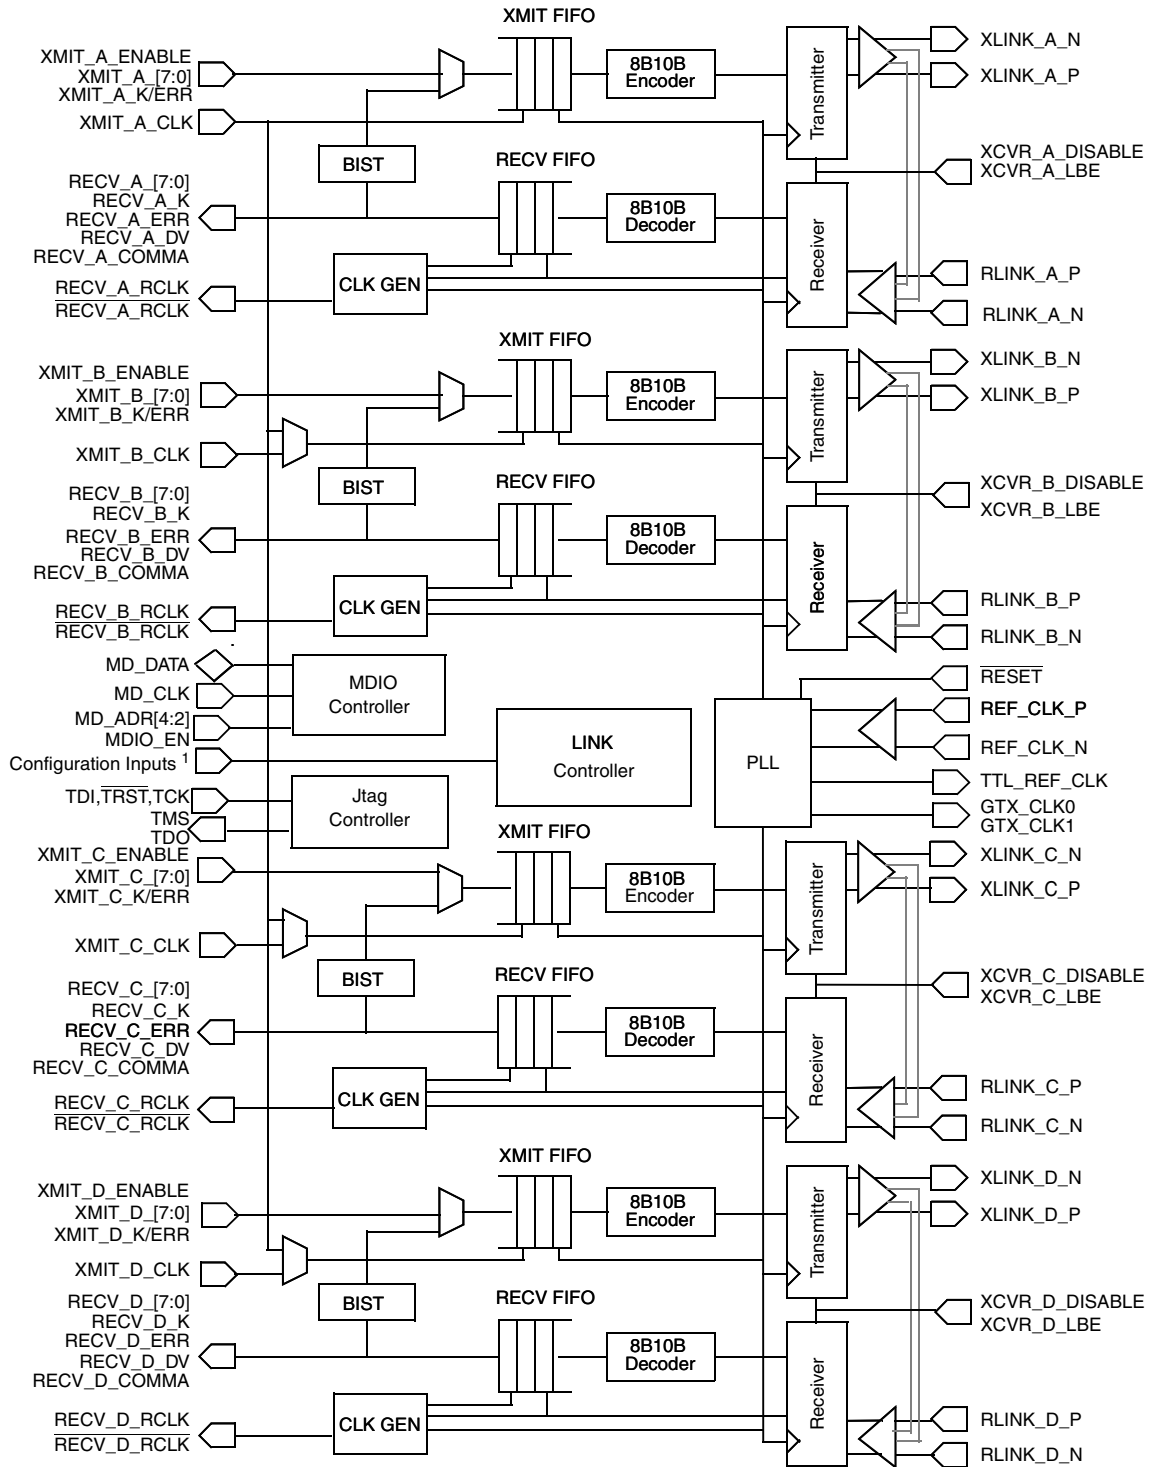 XMIT FIFO
XMIT_A_ENABLE
XMIT_A_[7:0]
XMIT_A_K/ERR
8B10B
Encoder
Transmitter
XLINK_A_N
XLINK_A_P
XMIT_A_CLK
BIST
RECV FIFO
XCVR_A_DISABLE
XCVR_A_LBE
RECV_A_[7:0]
RECV_A_K
RECV_A_ERR
RECV_A_DV
RECV_A_COMMA
8B10B
Decoder
Receiver
CLK GEN
RECV_A_RCLK
RECV_A_RCLK
RLINK_A_P
RLINK_A_N
XMIT FIFO
XMIT_B_ENABLE
XMIT_B_[7:0]
XMIT_B_K/ERR
8B10B
Encoder
Transmitter
XLINK_B_N
XLINK_B_P
XMIT_B_CLK
BIST
RECV FIFO
XCVR_B_DISABLE
XCVR_B_LBE
RECV_B_[7:0]
RECV_B_K
RECV_B_ERR
RECV_B_DV
RECV_B_COMMA
8B10B
Decoder
Receiver
CLK GEN
RECV_B_RCLK
RECV_B_RCLK
RLINK_B_P
RLINK_B_N
MD_DATA
MD_CLK
MD_ADR[4:2]
MDIO_EN
MDIO
Controller
Configuration Inputs 1
LINK
Controller
PLL
RESET
REF_CLK_P
REF_CLK_N
TTL_REF_CLK
GTX_CLK0
GTX_CLK1
TDI,TRST,TCK
TMS
TDO
Jtag
Controller
XMIT FIFO
XMIT_C_ENABLE
XMIT_C_[7:0]
XMIT_C_K/ERR
8B10B
Encoder
Transmitter
XLINK_C_N
XLINK_C_P
XMIT_C_CLK
BIST
RECV FIFO
XCVR_C_DISABLE
XCVR_C_LBE
RECV_C_[7:0]
RECV_C_K
RECV_C_ERR
RECV_C_DV
RECV_C_COMMA
8B10B
Decoder
Receiver
CLK GEN
RECV_C_RCLK
RECV_C_RCLK
RLINK_C_P
RLINK_C_N
XMIT FIFO
XMIT_D_ENABLE
XMIT_D_[7:0]
XMIT_D_K/ERR
8B10B
Encoder
Transmitter
XLINK_D_N
XLINK_D_P
XMIT_D_CLK
BIST
RECV FIFO
XCVR_D_DISABLE
XCVR_D_LBE
RECV_D_[7:0]
RECV_D_K
RECV_D_ERR
RECV_D_DV
RECV_D_COMMA
8B10B
Decoder
Receiver
CLK GEN
RECV_D_RCLK
RECV_D_RCLK
RLINK_D_P
RLINK_D_N